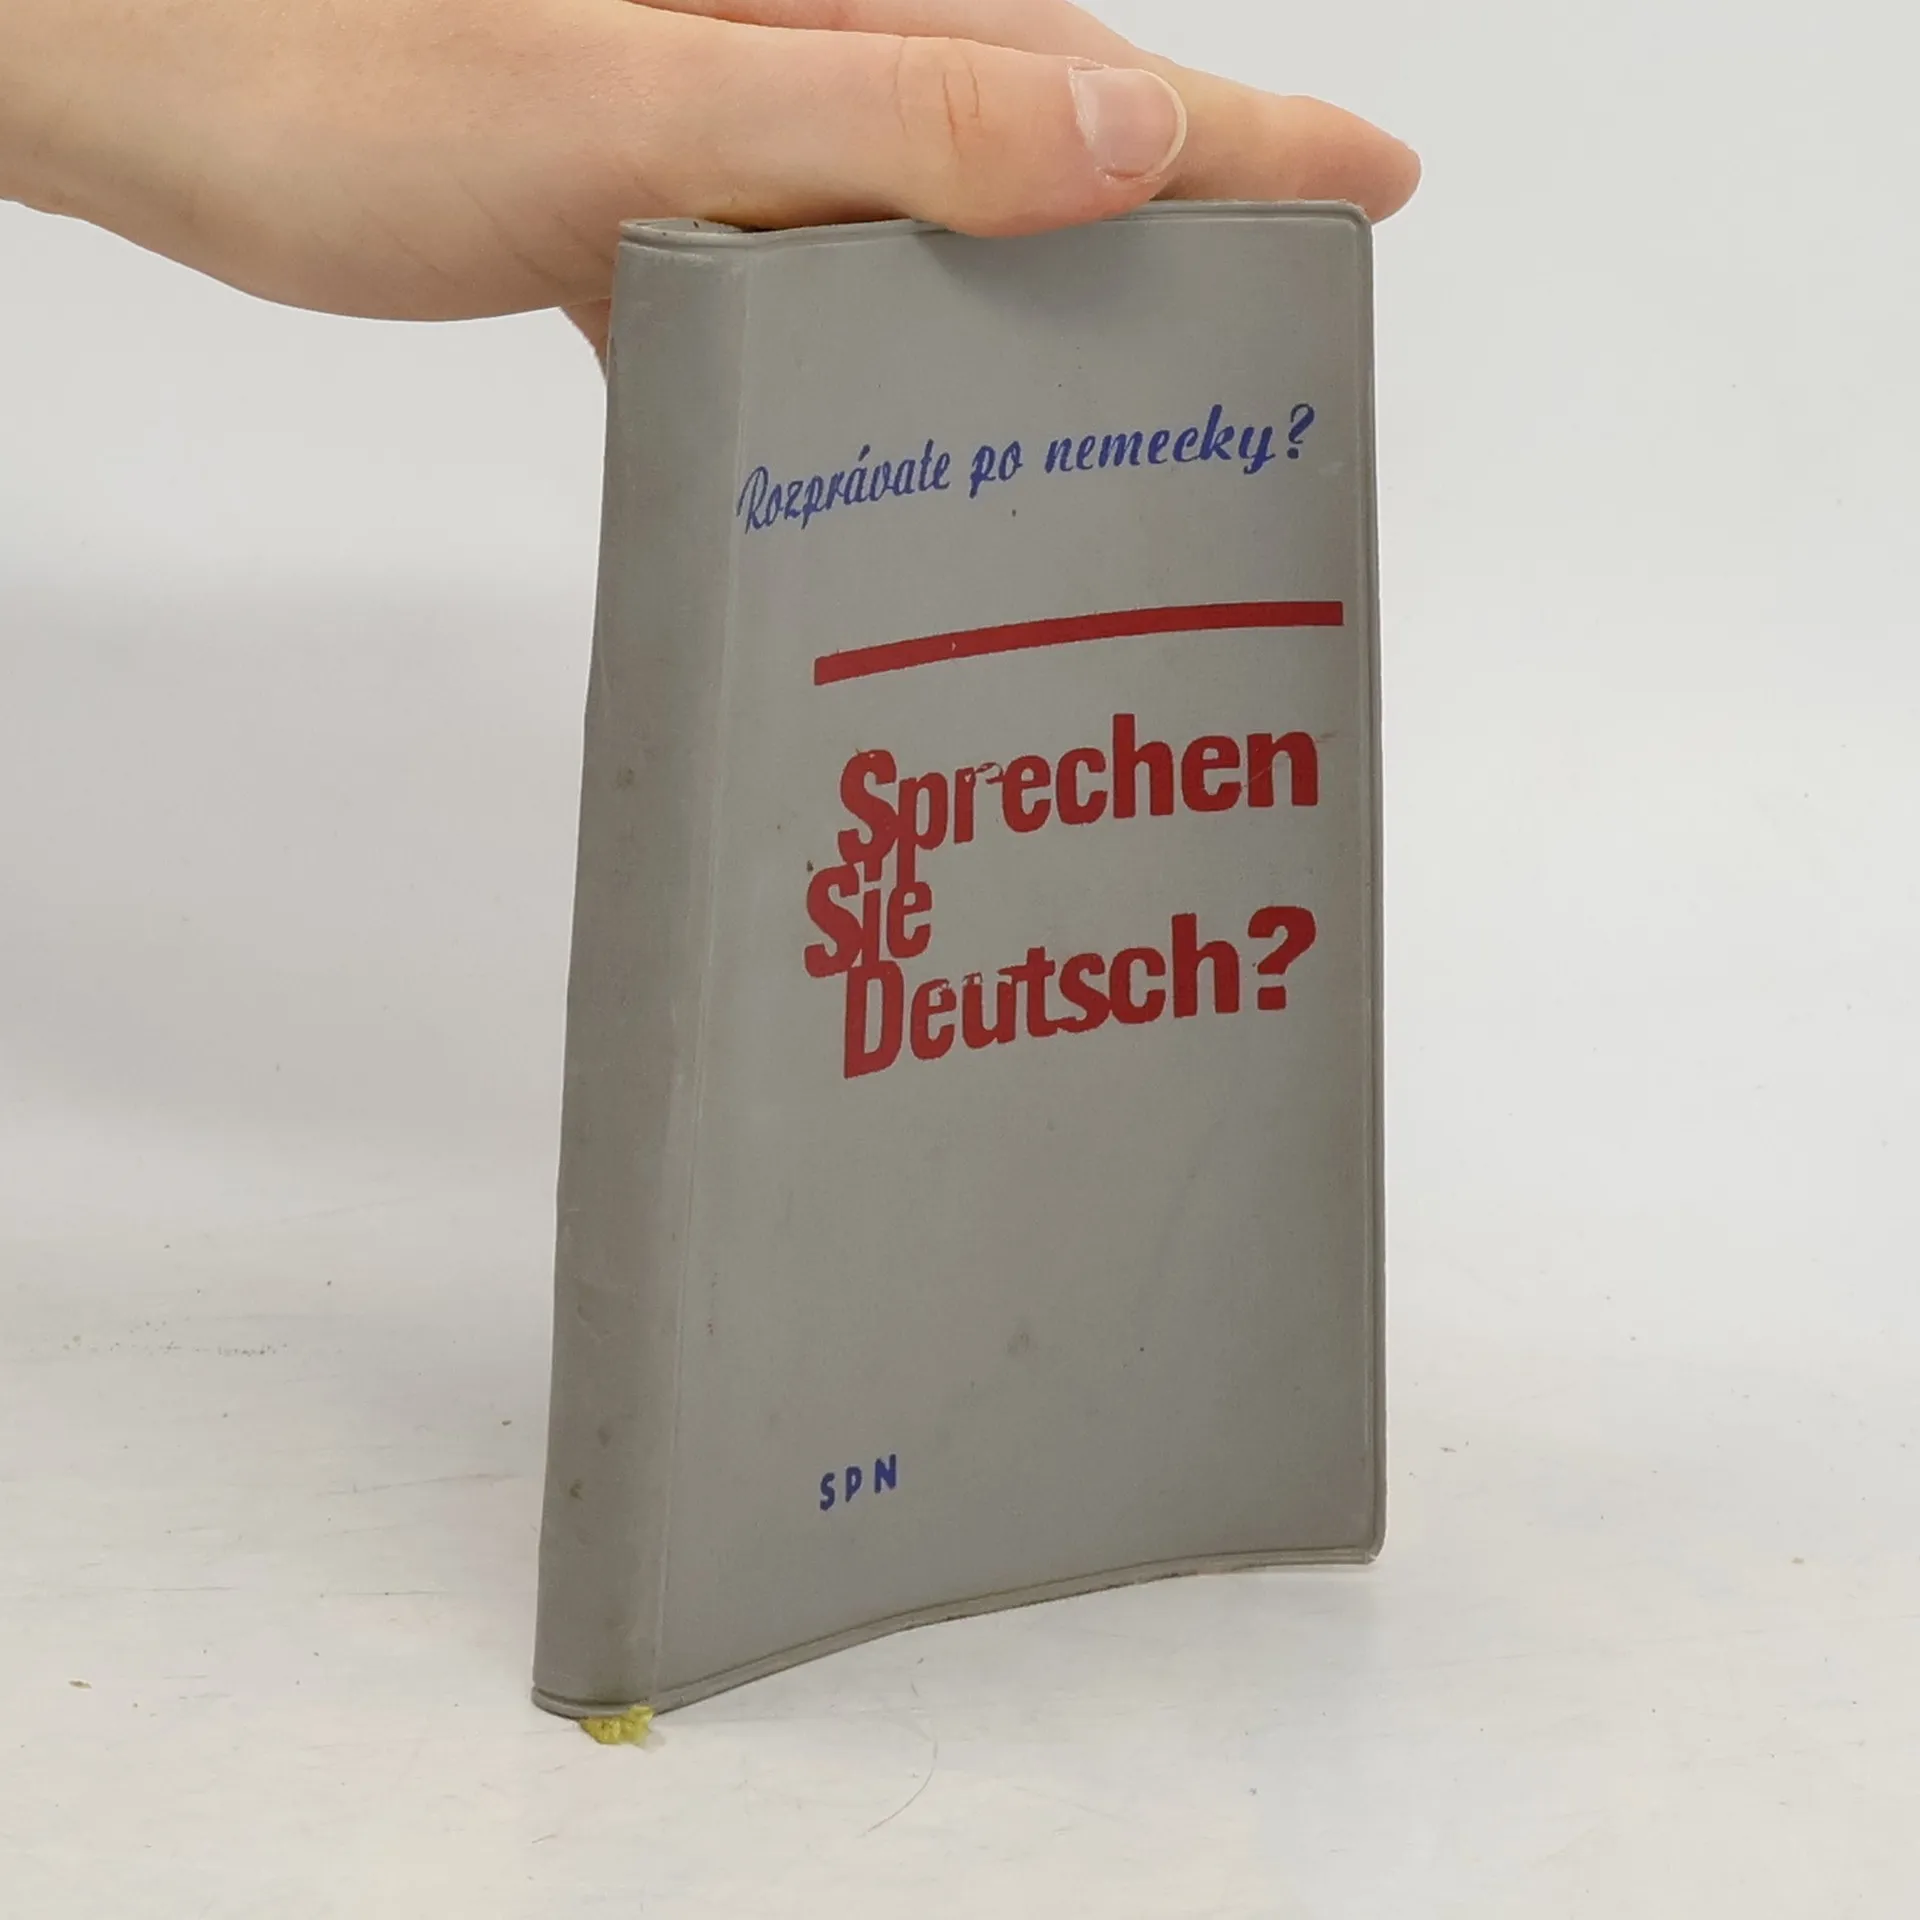 Rozprávate po nemecky?
Sprechen
Sie
Deutsch?
SPN